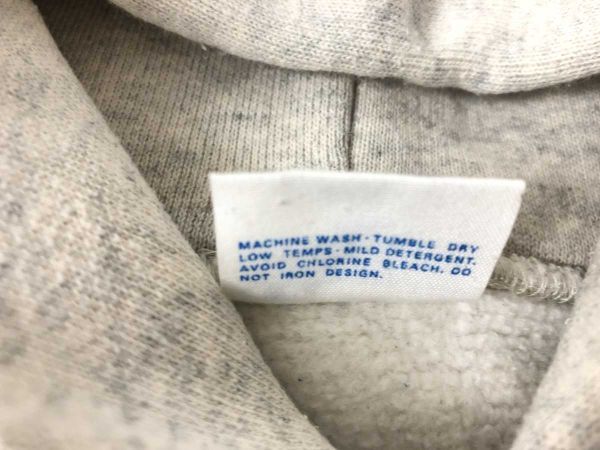 MACHINE WASH · TUMBLE DRY
LOW TEMPS · MILD DETERGENT.
AVOID CHLORINE BLEACH. DO
NOT IRON DESIGN.